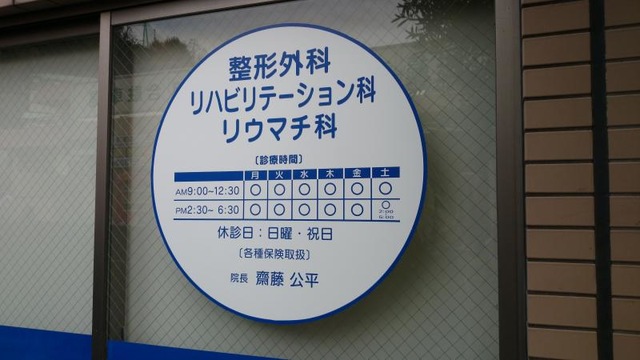 整形外科
リハビリテーション科
リウマチ科
〔診療時間〕
月 火 水 木 金 土
AM9:00~12:30 ○ ○ ○ ○ ○ ○
PM2:30~ 6:30 ○ ○ ○ ○ ○ ○
休診日：日曜・祝日
〔各種保険取扱〕
院長 齋藤 公平